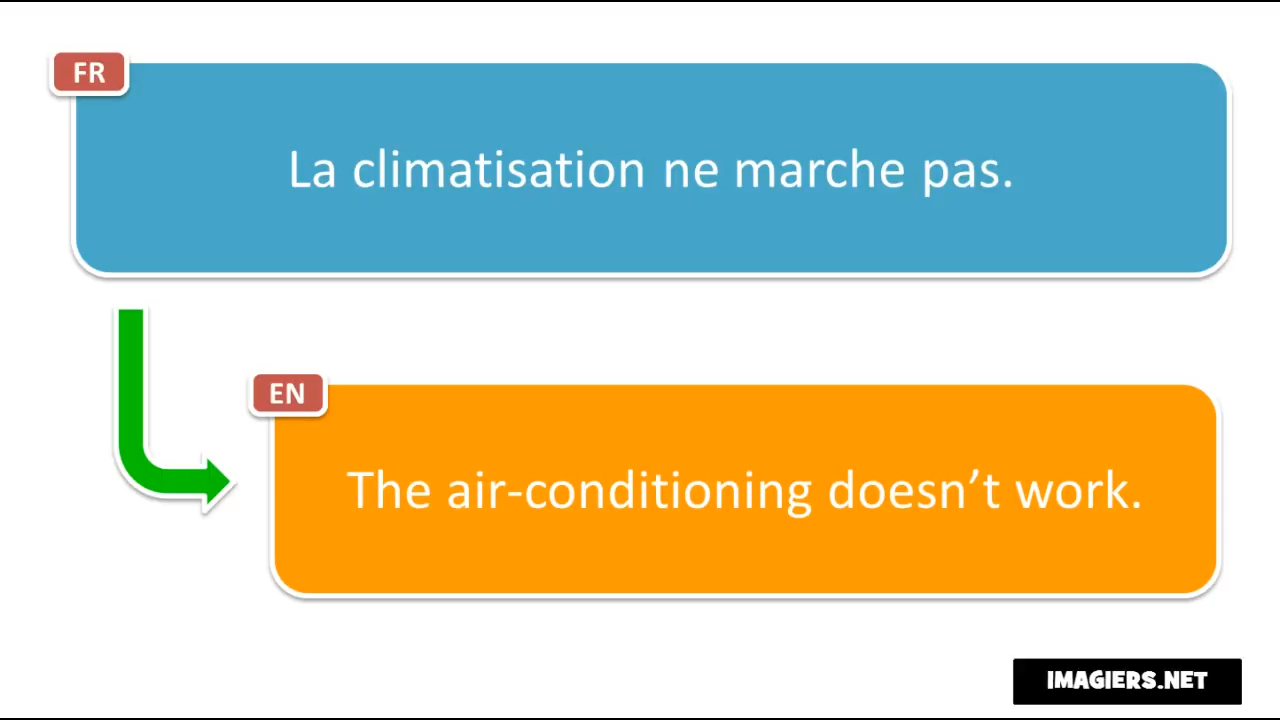 FR
La climatisation ne marche pas.
EN
The air-conditioning doesn’t work.
IMAGIERS.NET